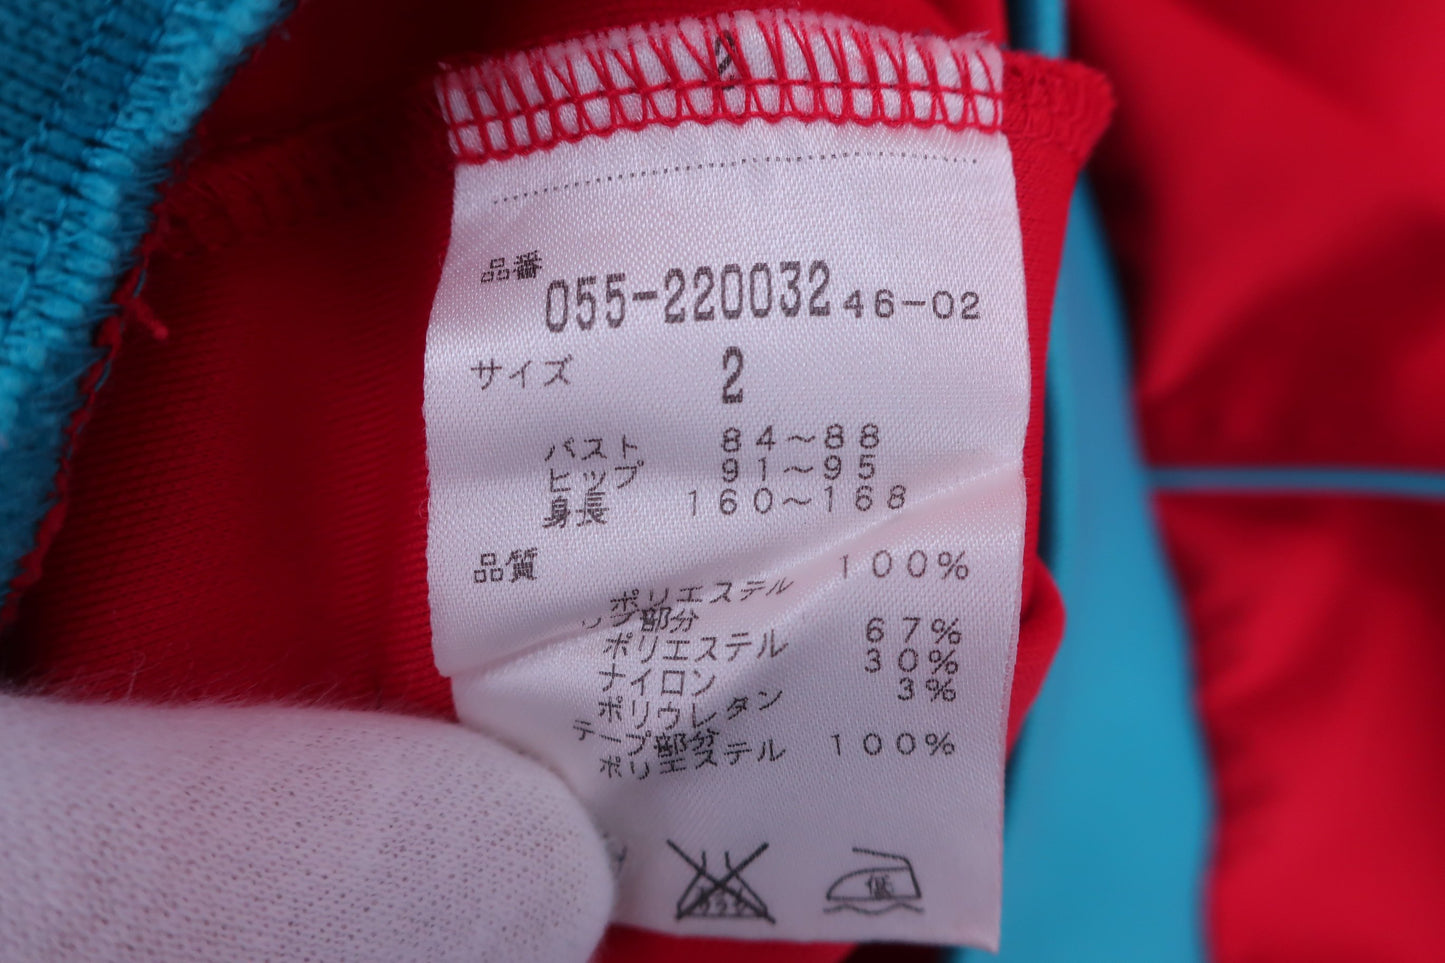 品番 055-220032 46-02
サイズ 2
バスト 84〜88
ヒップ 91〜95
身長 160〜168
品質 ポリエステル 100%
リブ部分
ポリエステル 67%
ナイロン 30%
ポリウレタン 3%
テープ部分
ポリエステル 100%
低